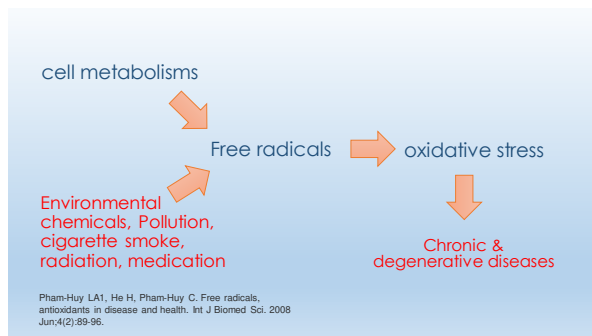 cell metabolisms
Free radicals
oxidative stress
Environmental
chemicals, Pollution,
cigarette smoke,
radiation, medication
Chronic &
degenerative diseases
Pham-Huy LA1, He H, Pham-Huy C. Free radicals,
antioxidants in disease and health. Int J Biomed Sci. 2008
Jun;4(2):89-96.